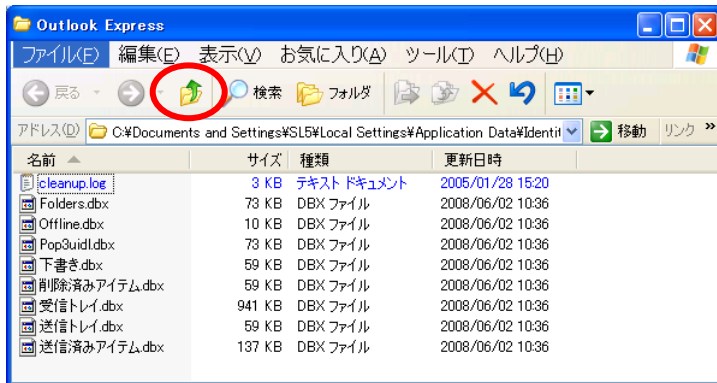 Outlook Express
ファイル(F) 編集(E) 表示(V) お気に入り(A) ツール(T) ヘルプ(H)
戻る 検索 フォルダ
アドレス(D) C:¥Documents and Settings¥SL5¥Local Settings¥Application Data¥Identit 移動 リンク »
名前 サイズ 種類 更新日時
cleanup.log 3 KB テキスト ドキュメント 2005/01/28 15:20
Folders.dbx 73 KB DBX ファイル 2008/06/02 10:36
Offline.dbx 10 KB DBX ファイル 2008/06/02 10:36
Pop3uidl.dbx 73 KB DBX ファイル 2008/06/02 10:36
下書き.dbx 59 KB DBX ファイル 2008/06/02 10:36
削除済みアイテム.dbx 59 KB DBX ファイル 2008/06/02 10:36
受信トレイ.dbx 941 KB DBX ファイル 2008/06/02 10:36
送信トレイ.dbx 59 KB DBX ファイル 2008/06/02 10:36
送信済みアイテム.dbx 137 KB DBX ファイル 2008/06/02 10:36